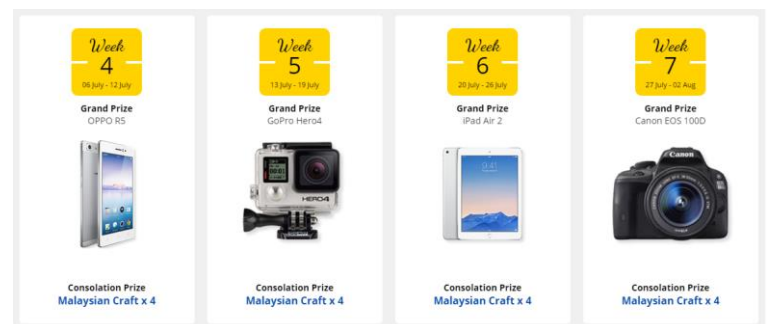 Week
4
06 July - 12 July
Grand Prize
OPPO R5
Consolation Prize
Malaysian Craft x 4
Week
5
13 July - 19 July
Grand Prize
GoPro Hero4
HERO4
Consolation Prize
Malaysian Craft x 4
Week
6
20 July - 26 July
Grand Prize
iPad Air 2
9:41
Consolation Prize
Malaysian Craft x 4
Week
7
27 July - 02 Aug
Grand Prize
Canon EOS 100D
Canon
Consolation Prize
Malaysian Craft x 4